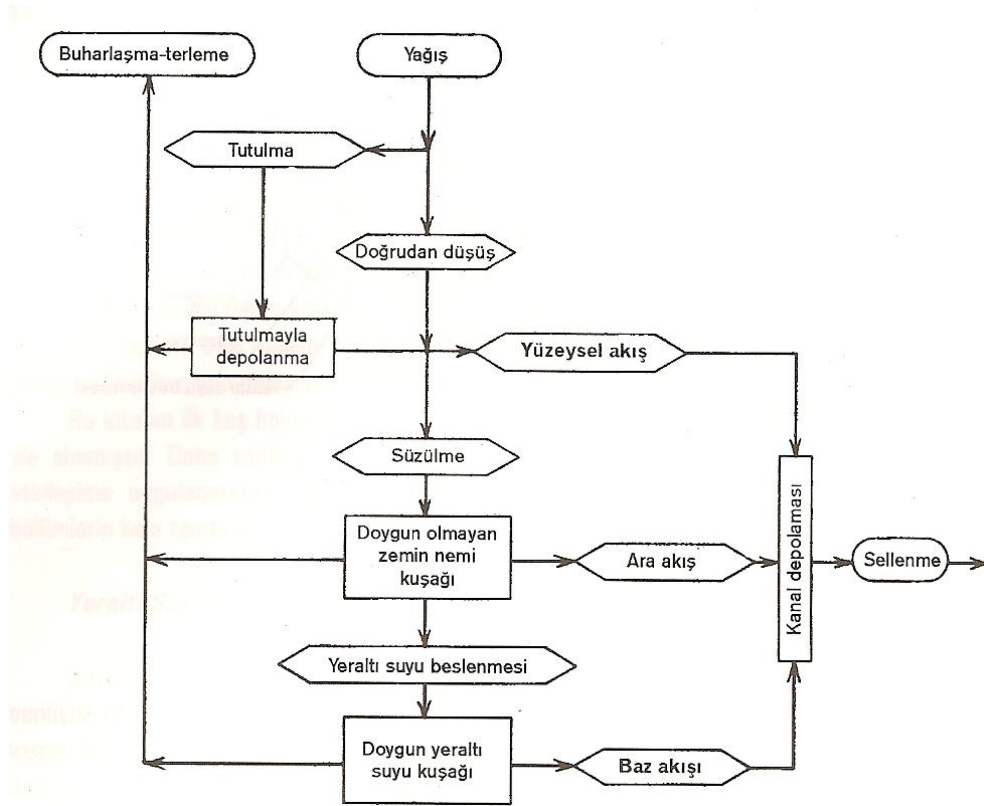 Buharlaşma-terleme
Yağış
Tutulma
Doğrudan düşüş
Tutulmayla
depolanma
Yüzeysel akış
Süzülme
Doygun olmayan
zemin nemi
kuşağı
Ara akış
Kanal depolaması
Sellenme
Yeraltı suyu beslenmesi
Doygun yeraltı
suyu kuşağı
Baz akışı